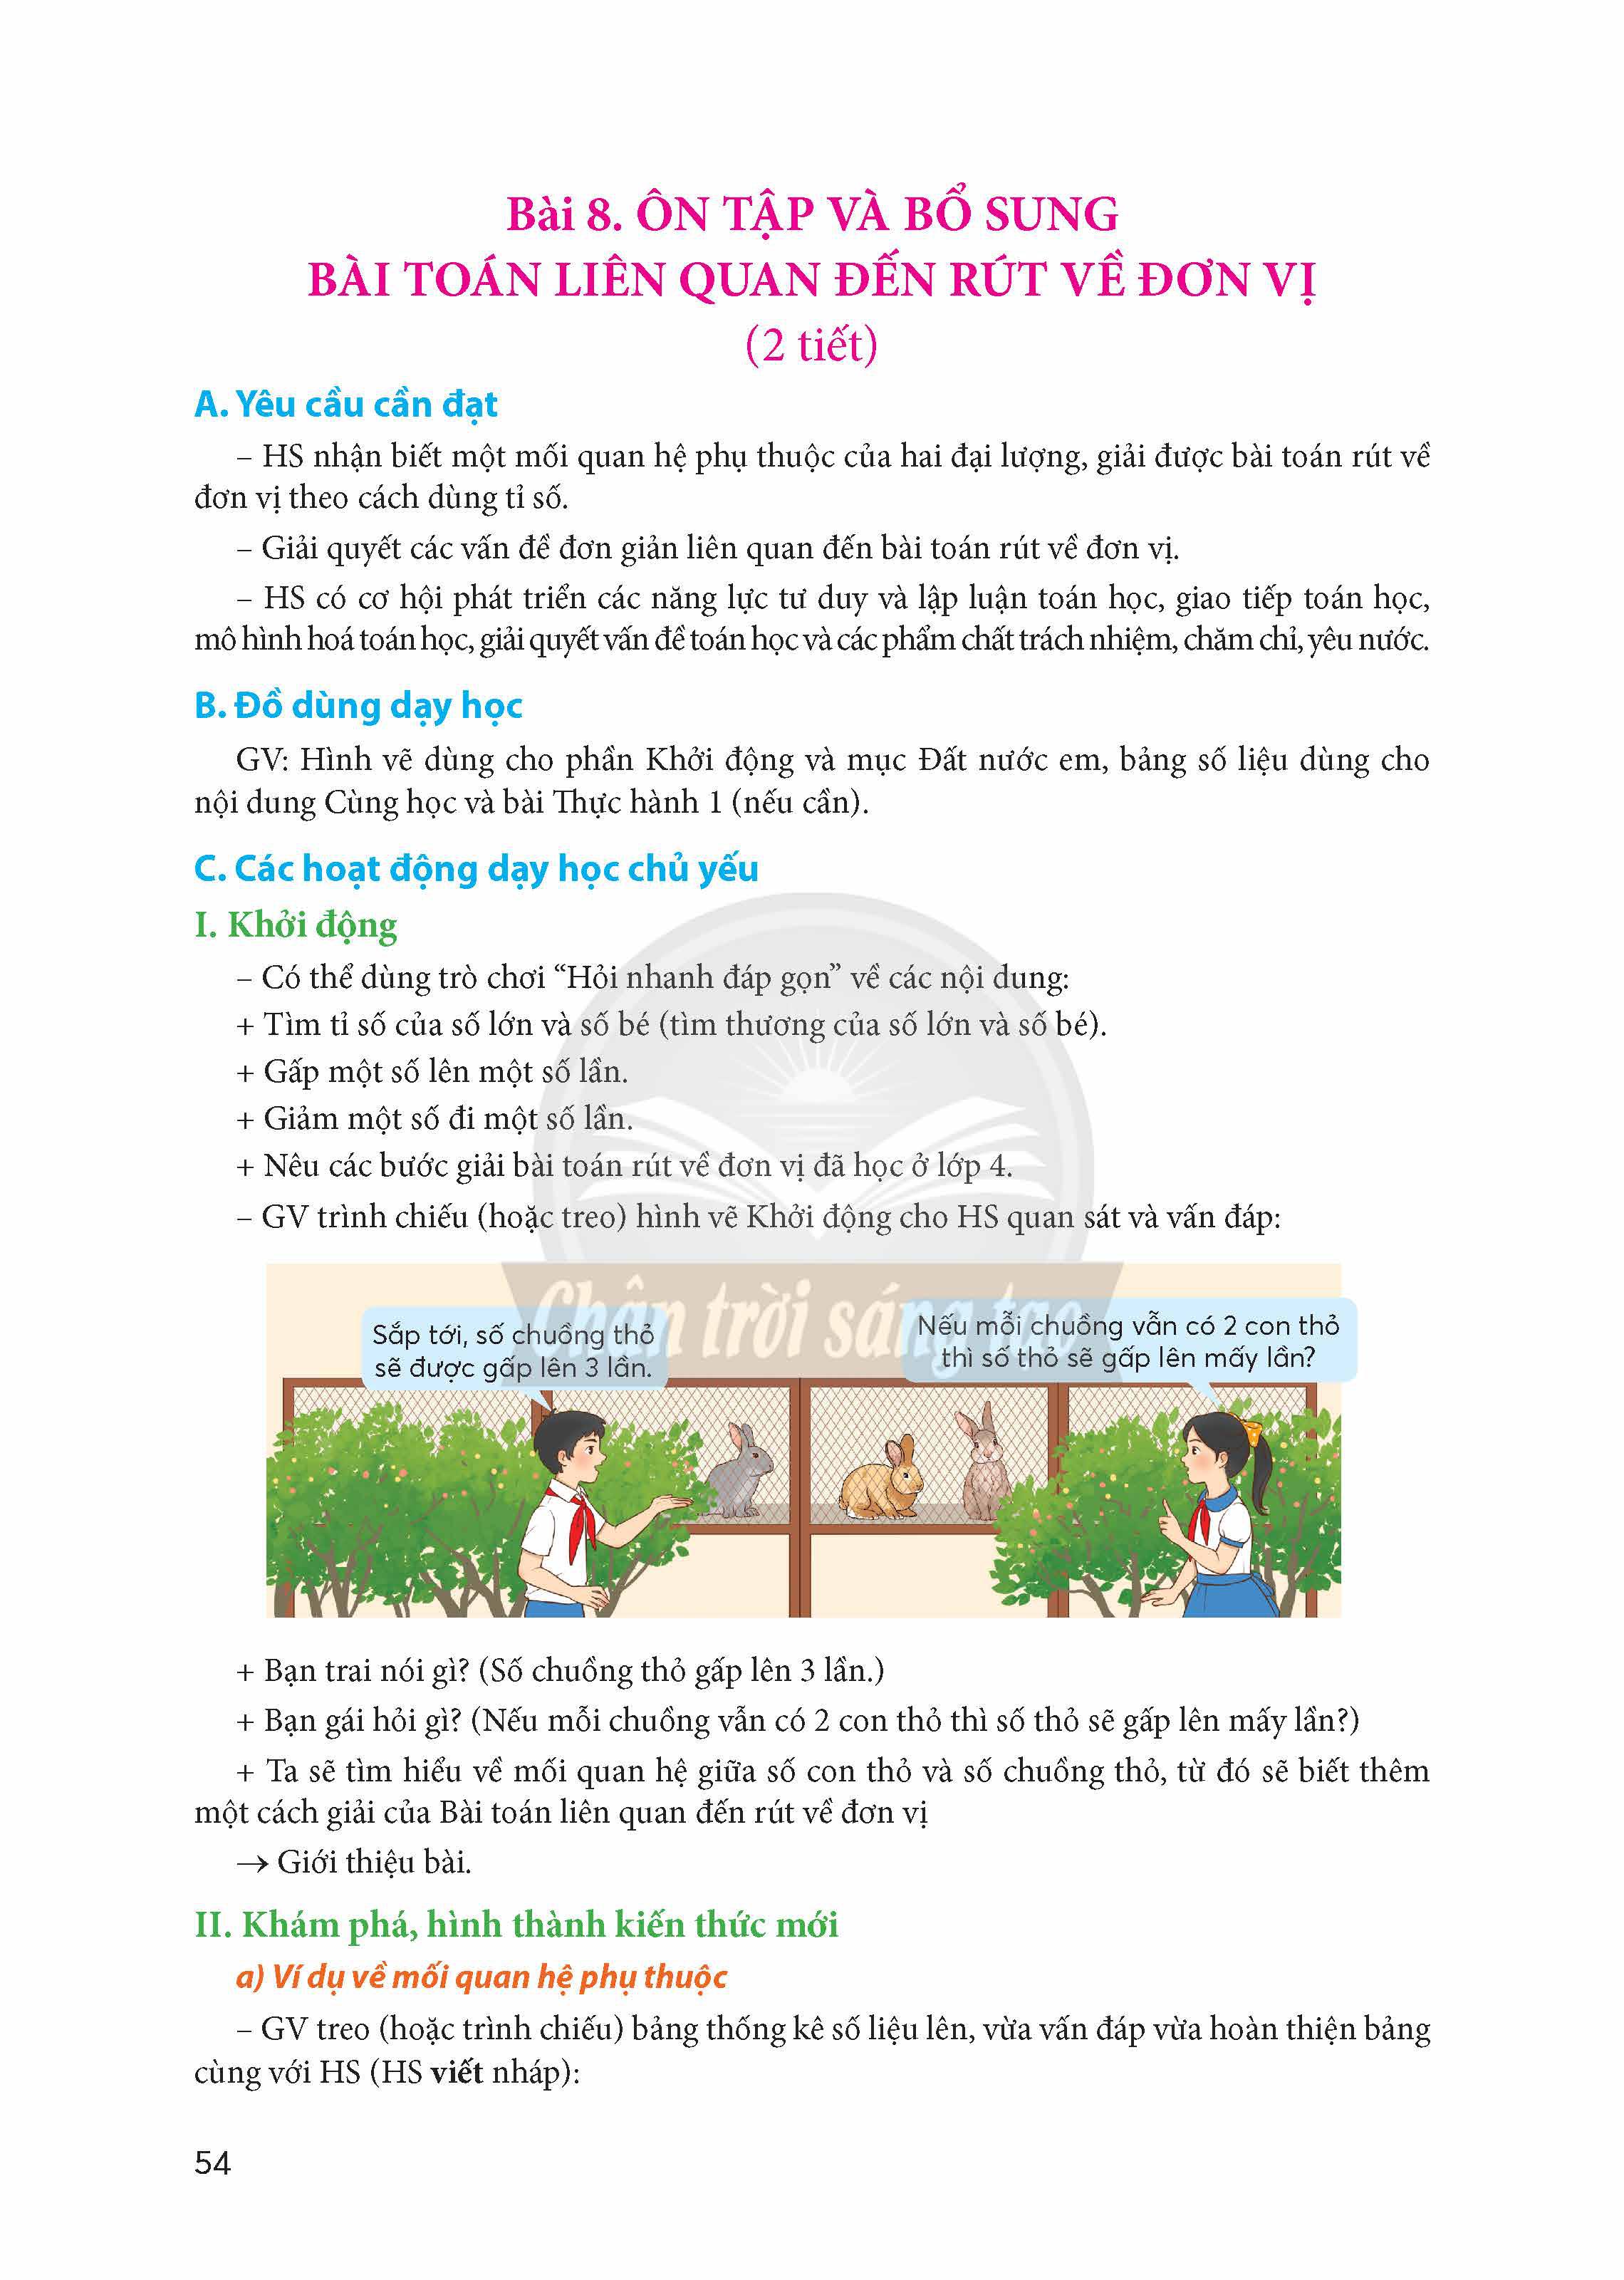 Bài 8. ÔN TẬP VÀ BỔ SUNG
BÀI TOÁN LIÊN QUAN ĐẾN RÚT VỀ ĐƠN VỊ
(2 tiết)
A. Yêu cầu cần đạt
– HS nhận biết một mối quan hệ phụ thuộc của hai đại lượng, giải được bài toán rút về
đơn vị theo cách dùng tỉ số.
– Giải quyết các vấn đề đơn giản liên quan đến bài toán rút về đơn vị.
– HS có cơ hội phát triển các năng lực tư duy và lập luận toán học, giao tiếp toán học,
mô hình hoá toán học, giải quyết vấn đề toán học và các phẩm chất trách nhiệm, chăm chỉ, yêu nước.
B. Đồ dùng dạy học
GV: Hình vẽ dùng cho phần Khởi động và mục Đất nước em, bảng số liệu dùng cho
nội dung Cùng học và bài Thực hành 1 (nếu cần).
C. Các hoạt động dạy học chủ yếu
I. Khởi động
– Có thể dùng trò chơi “Hỏi nhanh đáp gọn” về các nội dung:
+ Tìm tỉ số của số lớn và số bé (tìm thương của số lớn và số bé).
+ Gấp một số lên một số lần.
+ Giảm một số đi một số lần.
+ Nêu các bước giải bài toán rút về đơn vị đã học ở lớp 4.
– GV trình chiếu (hoặc treo) hình vẽ Khởi động cho HS quan sát và vấn đáp:
Chân trời sáng tạo
Sắp tới, số chuồng thỏ
sẽ được gấp lên 3 lần.
Nếu mỗi chuồng vẫn có 2 con thỏ
thì số thỏ sẽ gấp lên mấy lần?
+ Bạn trai nói gì? (Số chuồng thỏ gấp lên 3 lần.)
+ Bạn gái hỏi gì? (Nếu mỗi chuồng vẫn có 2 con thỏ thì số thỏ sẽ gấp lên mấy lần?)
+ Ta sẽ tìm hiểu về mối quan hệ giữa số con thỏ và số chuồng thỏ, từ đó sẽ biết thêm
một cách giải của Bài toán liên quan đến rút về đơn vị
→ Giới thiệu bài.
II. Khám phá, hình thành kiến thức mới
a) Ví dụ về mối quan hệ phụ thuộc
– GV treo (hoặc trình chiếu) bảng thống kê số liệu lên, vừa vấn đáp vừa hoàn thiện bảng
cùng với HS (HS viết nháp):
54